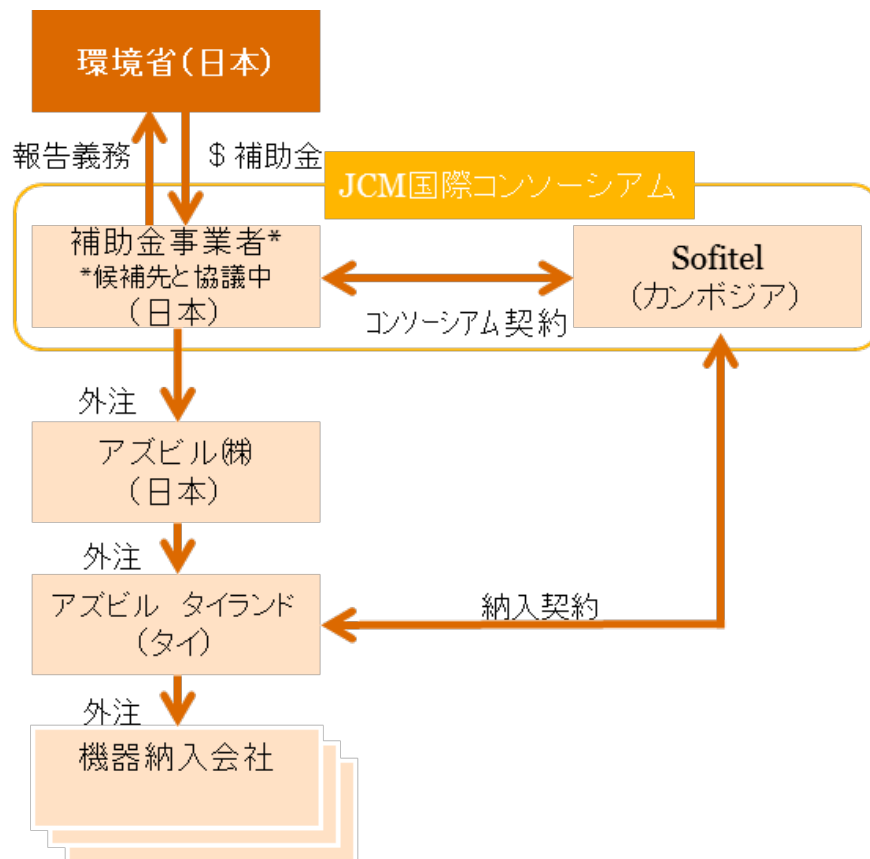 環境省(日本)
報告義務
$ 補助金
JCM国際コンソーシアム
補助金事業者*
*候補先と協議中
(日本)
Sofitel
(カンボジア)
コンソーシアム契約
外注
アズビル㈱
(日本)
外注
アズビル タイランド
(タイ)
納入契約
外注
機器納入会社